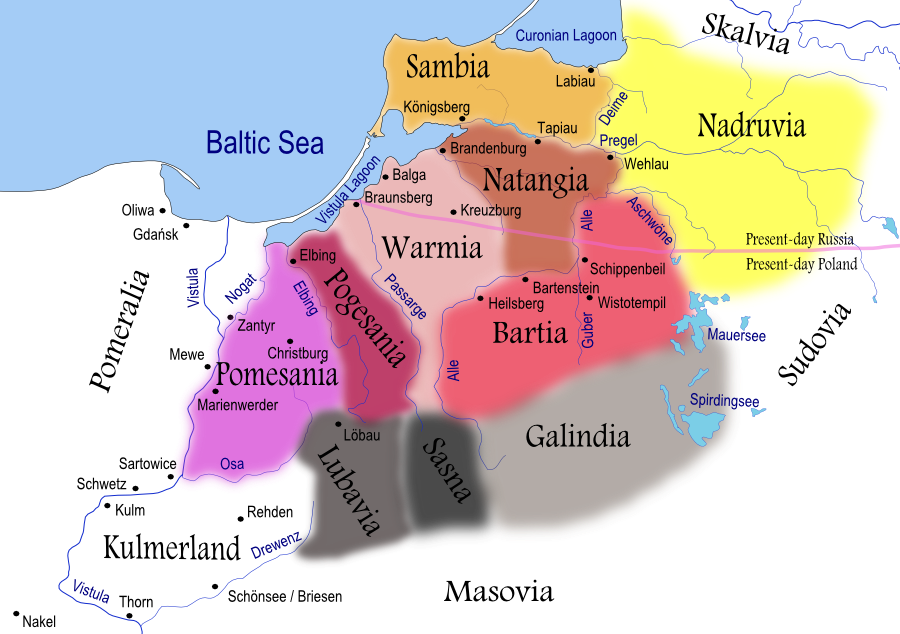 Curonian Lagoon
Skalvia
Sambia
Labiau
Königsberg
Deime
Nadruvia
Tapiau
Pregel
Baltic Sea
Brandenburg
Wehlau
Natangia
Balga
Vistula Lagoon
Braunsberg
Kreuzburg
Aschwöne
Alle
Oliwa
Gdańsk
Warmia
Present-day Russia
Present-day Poland
Elbing
Schippenbeil
Vistula
Nogat
Elbing
Pogesania
Passarge
Bartenstein
Heilsberg
Wistotempil
Pomeralia
Zantyr
Bartia
Guber
Mauersee
Sudovia
Mewe
Christburg
Pomesania
Alle
Marienwerder
Spirdingsee
Löbau
Galindia
Sartowice
Osa
Lubavia
Sasna
Schwetz
Kulm
Rehden
Kulmerland
Drewenz
Vistula
Thorn
Schönsee / Briesen
Masovia
Nakel